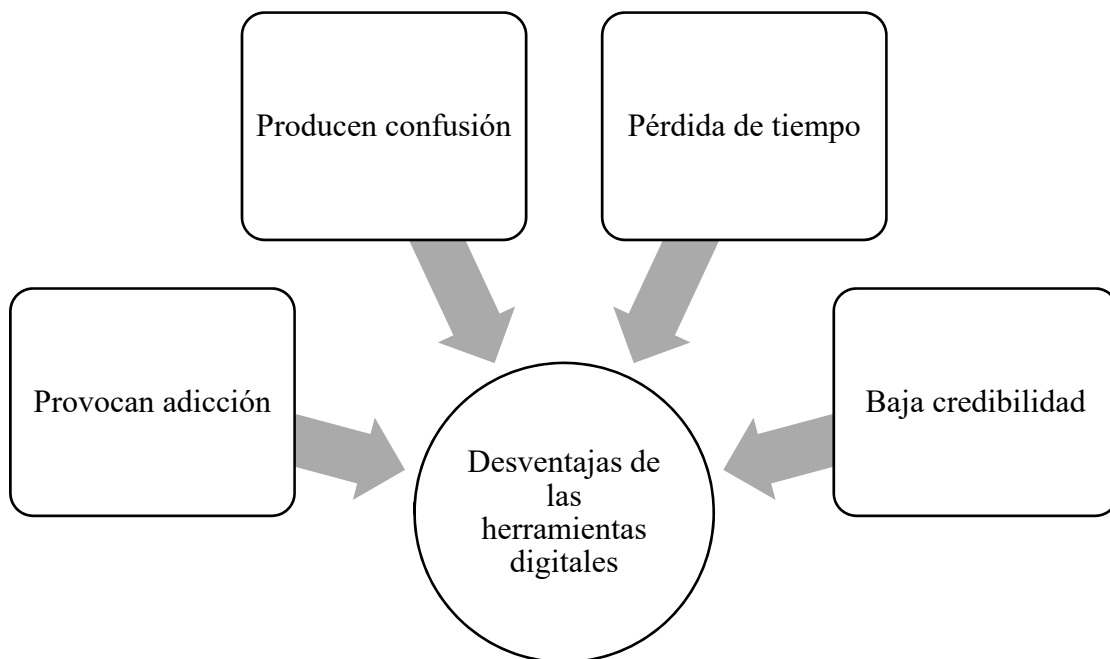 Producen confusión
Pérdida de tiempo
Provocan adicción
Baja credibilidad
Desventajas de
las
herramientas
digitales